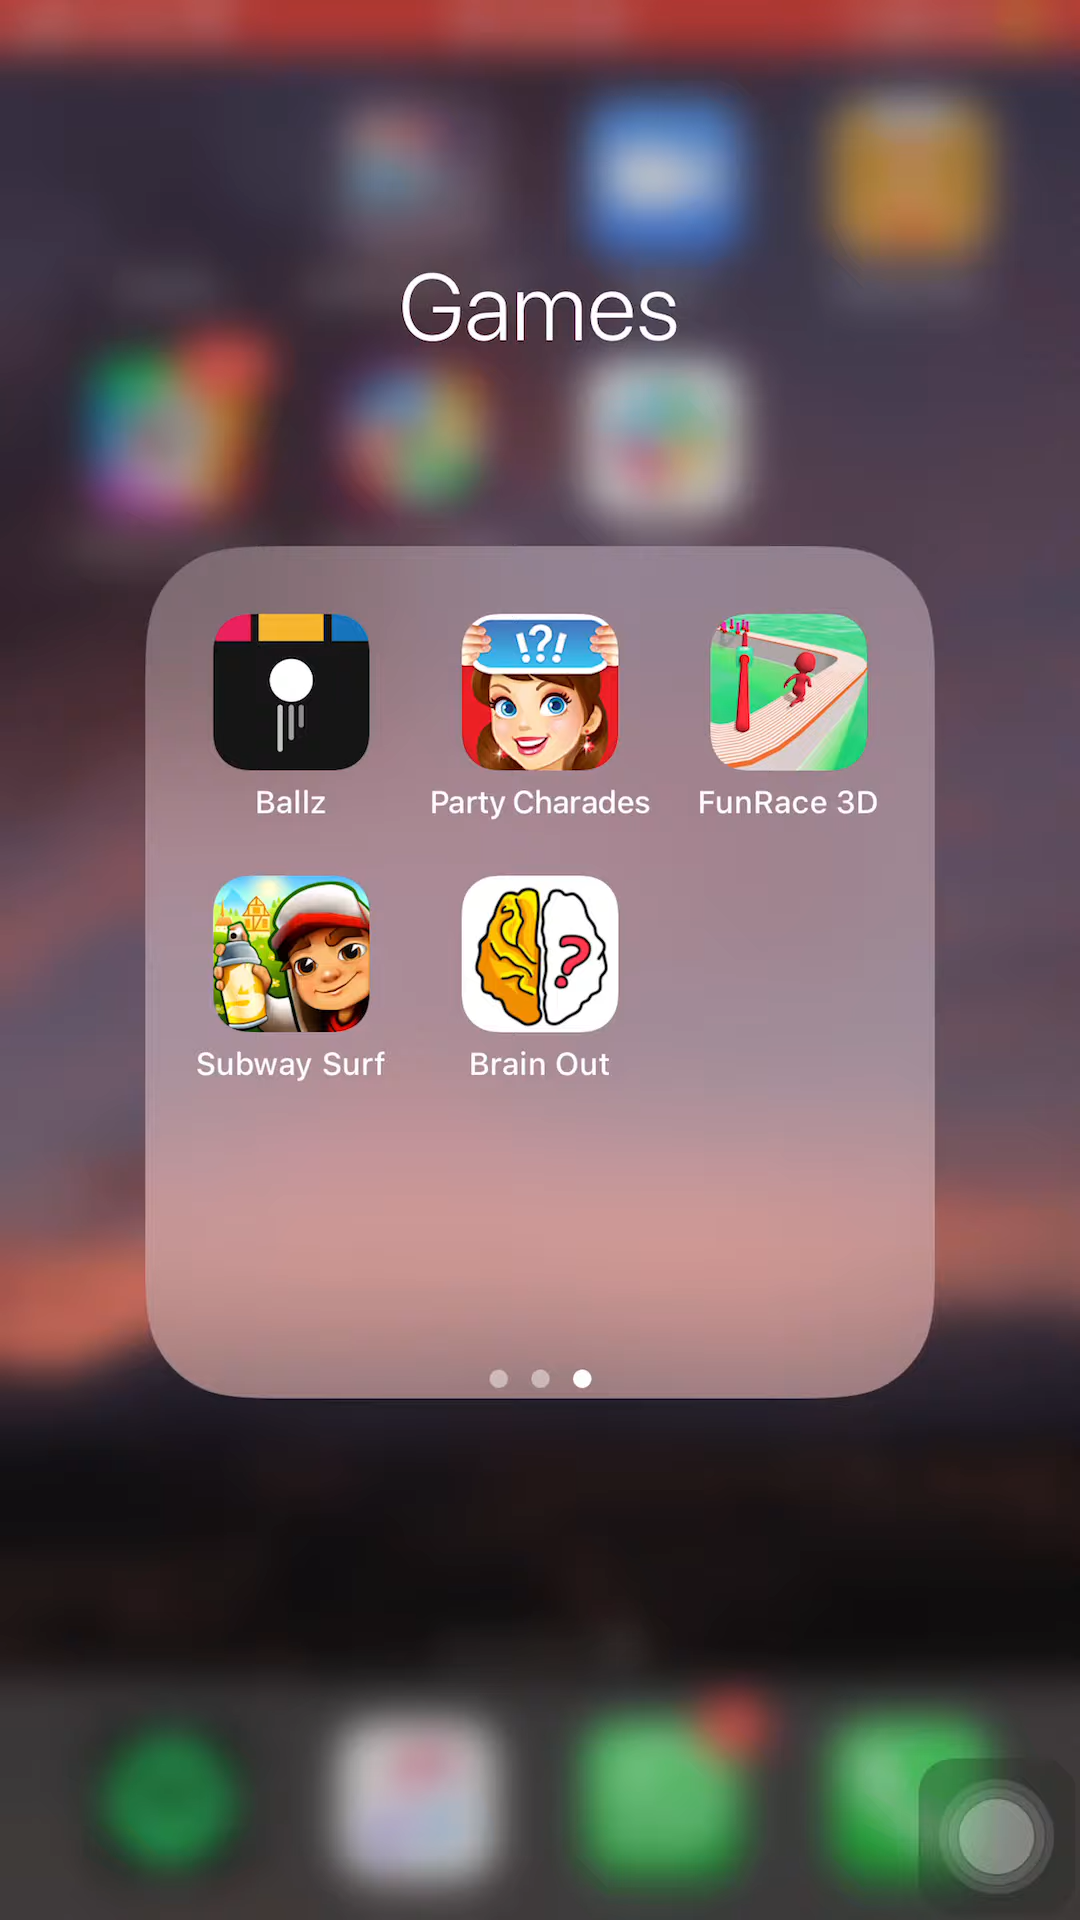 Games
!?!
Ballz
Party Charades
FunRace 3D
?
Subway Surf
Brain Out